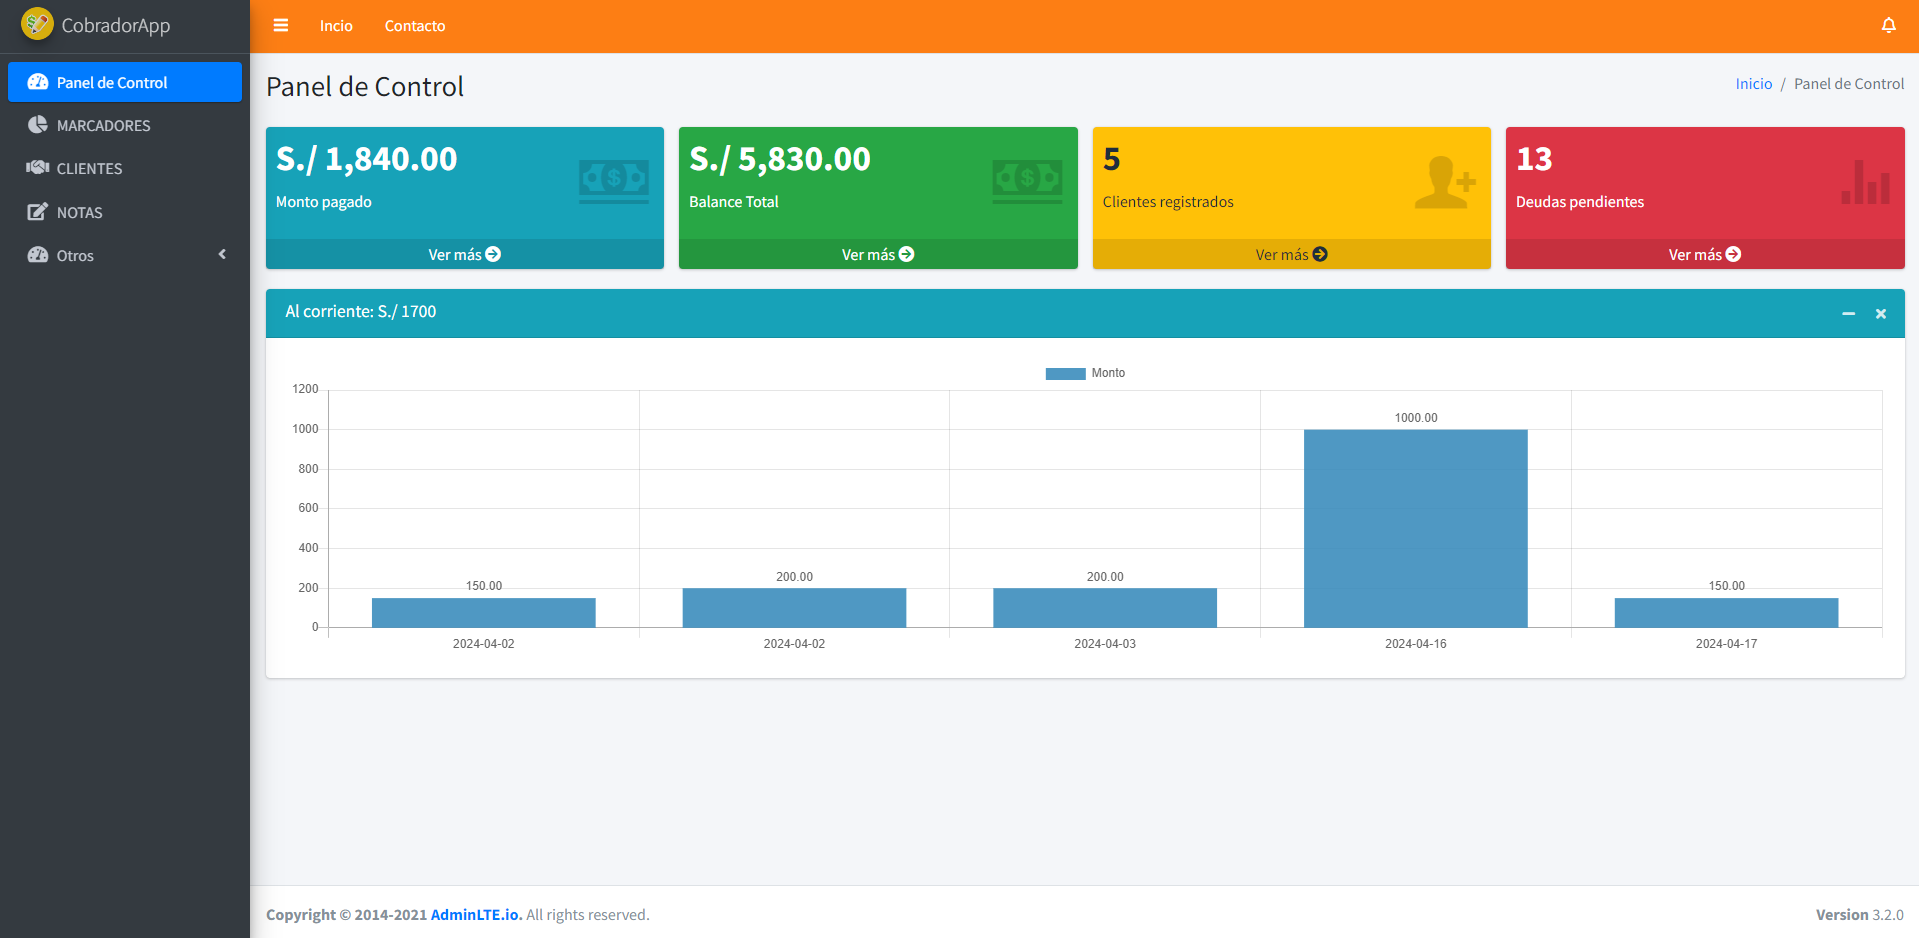 CobradorApp
Incio
Contacto
Panel de Control
MARCADORES
CLIENTES
NOTAS
Otros
Panel de Control
Inicio / Panel de Control
S./ 1,840.00
Monto pagado
Ver más
S./ 5,830.00
Balance Total
Ver más
5
Clientes registrados
Ver más
13
Deudas pendientes
Ver más
Al corriente: S./ 1700
Monto
1200
1000
800
600
400
200
0
150.00
200.00
200.00
1000.00
150.00
2024-04-02
2024-04-02
2024-04-03
2024-04-16
2024-04-17
Copyright © 2014-2021 AdminLTE.io. All rights reserved.
Version 3.2.0